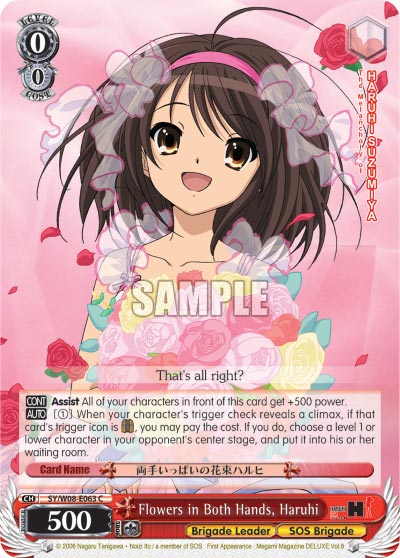 LEVEL
0
0
COST
The Melancholy of
HARUHI SUZUMIYA
SAMPLE
That's all right?
CONT Assist All of your characters in front of this card get +500 power.
AUTO [①] When your character's trigger check reveals a climax, if that
card's trigger icon is , you may pay the cost. If you do, choose a level 1 or
lower character in your opponent's center stage, and put it into his or her
waiting room.
Card Name 両手いっぱいの花束ハルヒ
CH SY/W08-E063 C
500
Flowers in Both Hands, Haruhi
H
Brigade Leader SOS Brigade
© 2006 Nagaru Tanigawa・Noizi Ito / a member of SOS First Appearance : Megami Magazine DELUXE Vol.8